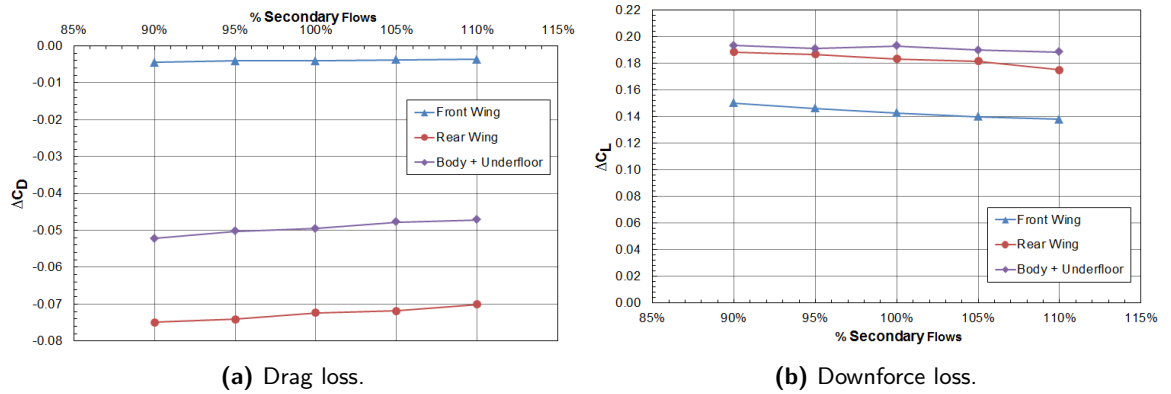 % Secondary Flows
85% 90% 95% 100% 105% 110% 115%
0.00
-0.01
-0.02
-0.03
-0.04
-0.05
-0.06
-0.07
-0.08
ΔC_D
Front Wing
Rear Wing
Body + Underfloor
(a) Drag loss.
0.22
0.20
0.18
0.16
0.14
0.12
0.10
0.08
0.06
0.04
0.02
0.00
ΔC_L
Front Wing
Rear Wing
Body + Underfloor
85% 90% 95% 100% 105% 110% 115%
% Secondary Flows
(b) Downforce loss.